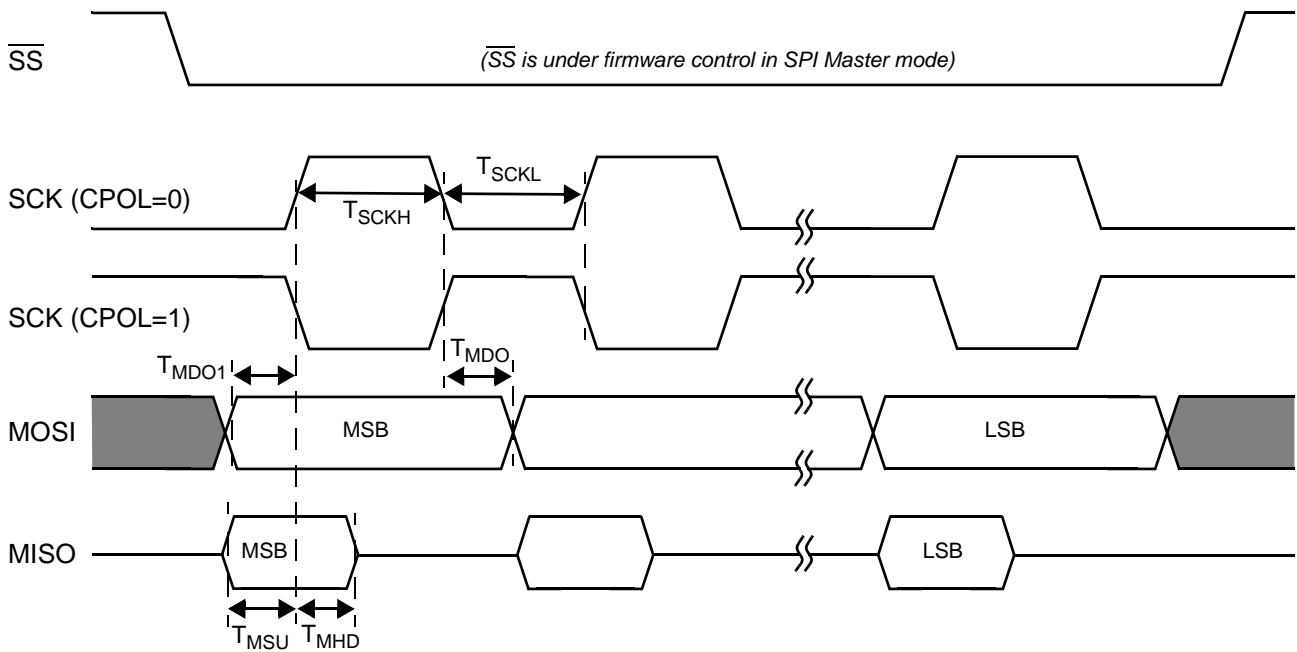 SS
(SS is under firmware control in SPI Master mode)
SCK (CPOL=0)
TSCKH
TSCKL
SCK (CPOL=1)
TMDO1
TMDO
MOSI
MSB
LSB
MISO
MSB
LSB
TMSU
TMHD